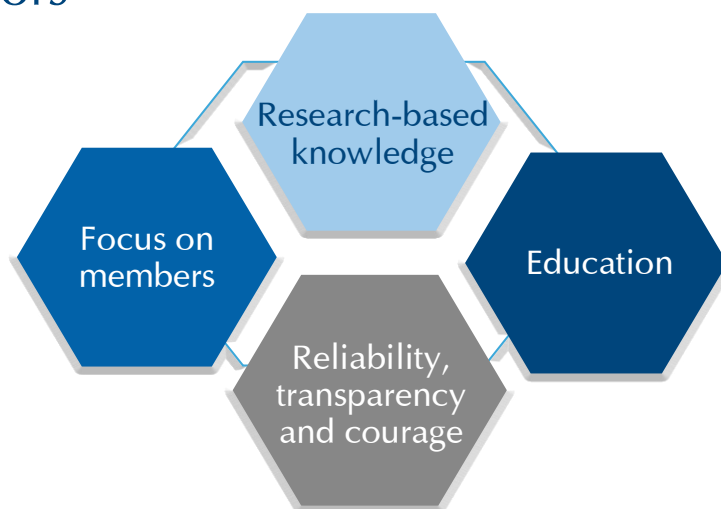 Research-based
knowledge
Focus on
members
Education
Reliability,
transparency
and courage